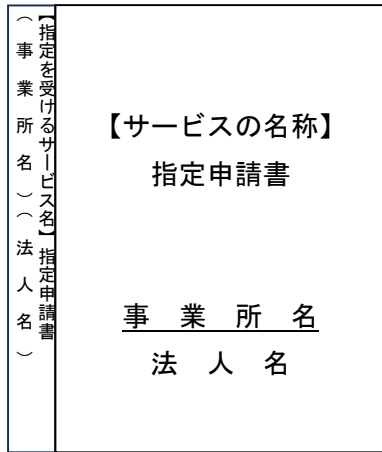 【指定を受けるサービス名】指定申請書
（事業所名）（法人名）
【サービスの名称】
指定申請書
事業所名
法人名